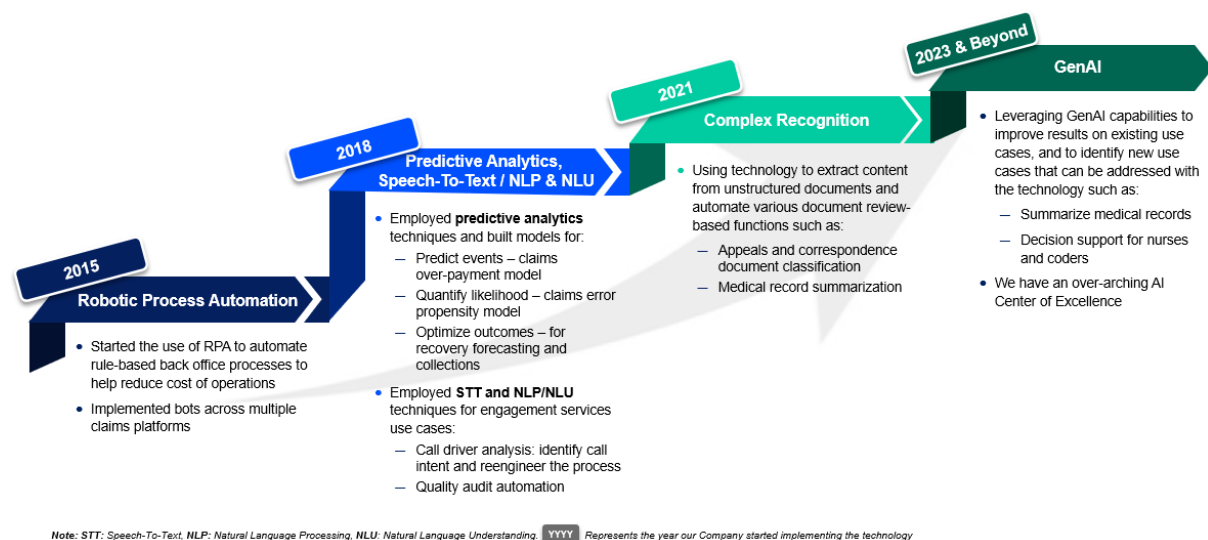 2015
Robotic Process Automation
• Started the use of RPA to automate
rule-based back office processes to
help reduce cost of operations
• Implemented bots across multiple
claims platforms
2018
Predictive Analytics,
Speech-To-Text / NLP & NLU
• Employed predictive analytics
techniques and built models for:
— Predict events – claims
over-payment model
— Quantify likelihood – claims error
propensity model
— Optimize outcomes – for
recovery forecasting and
collections
• Employed STT and NLP/NLU
techniques for engagement services
use cases:
— Call driver analysis: identify call
intent and reengineer the process
— Quality audit automation
2021
Complex Recognition
• Using technology to extract content
from unstructured documents and
automate various document review-
based functions such as:
— Appeals and correspondence
document classification
— Medical record summarization
2023 & Beyond
GenAI
• Leveraging GenAI capabilities to
improve results on existing use
cases, and to identify new use
cases that can be addressed with
the technology such as:
— Summarize medical records
— Decision support for nurses
and coders
• We have an over-arching AI
Center of Excellence
Note: STT: Speech-To-Text, NLP: Natural Language Processing, NLU: Natural Language Understanding. YYYY Represents the year our Company started implementing the technology